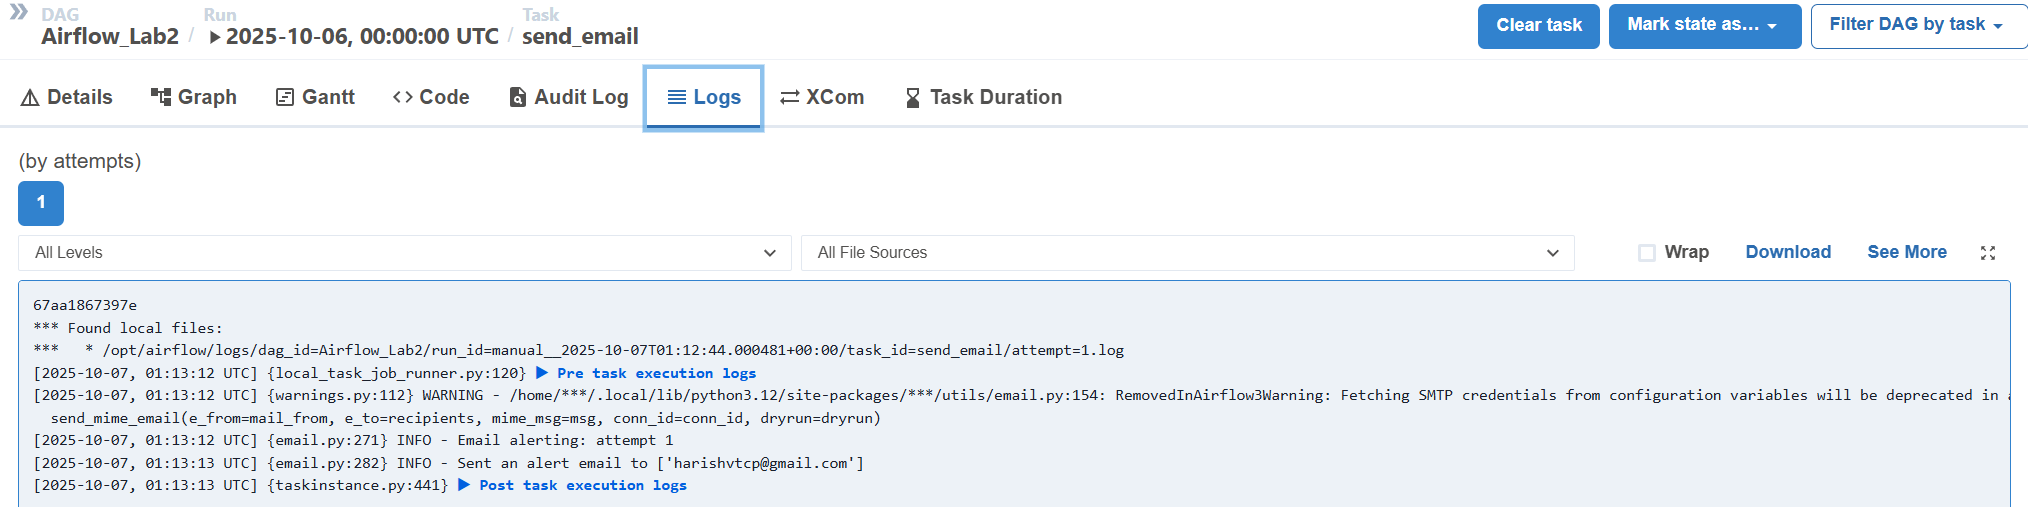 DAG Run Task
Airflow_Lab2 / 2025-10-06, 00:00:00 UTC / send_email
Clear task Mark state as... Filter DAG by task
Details Graph Gantt Code Audit Log Logs XCom Task Duration
(by attempts)
1
All Levels All File Sources Wrap Download See More
67aa1867397e
*** Found local files:
***   * /opt/airflow/logs/dag_id=Airflow_Lab2/run_id=manual__2025-10-07T01:12:44.000481+00:00/task_id=send_email/attempt=1.log
[2025-10-07, 01:13:12 UTC] {local_task_job_runner.py:120} ▶ Pre task execution logs
[2025-10-07, 01:13:12 UTC] {warnings.py:112} WARNING - /home/***/.local/lib/python3.12/site-packages/***/utils/email.py:154: RemovedInAirflow3Warning: Fetching SMTP credentials from configuration variables will be deprecated in
  send_mime_email(e_from=mail_from, e_to=recipients, mime_msg=msg, conn_id=conn_id, dryrun=dryrun)
[2025-10-07, 01:13:12 UTC] {email.py:271} INFO - Email alerting: attempt 1
[2025-10-07, 01:13:13 UTC] {email.py:282} INFO - Sent an alert email to ['harishvtcp@gmail.com']
[2025-10-07, 01:13:13 UTC] {taskinstance.py:441} ▶ Post task execution logs